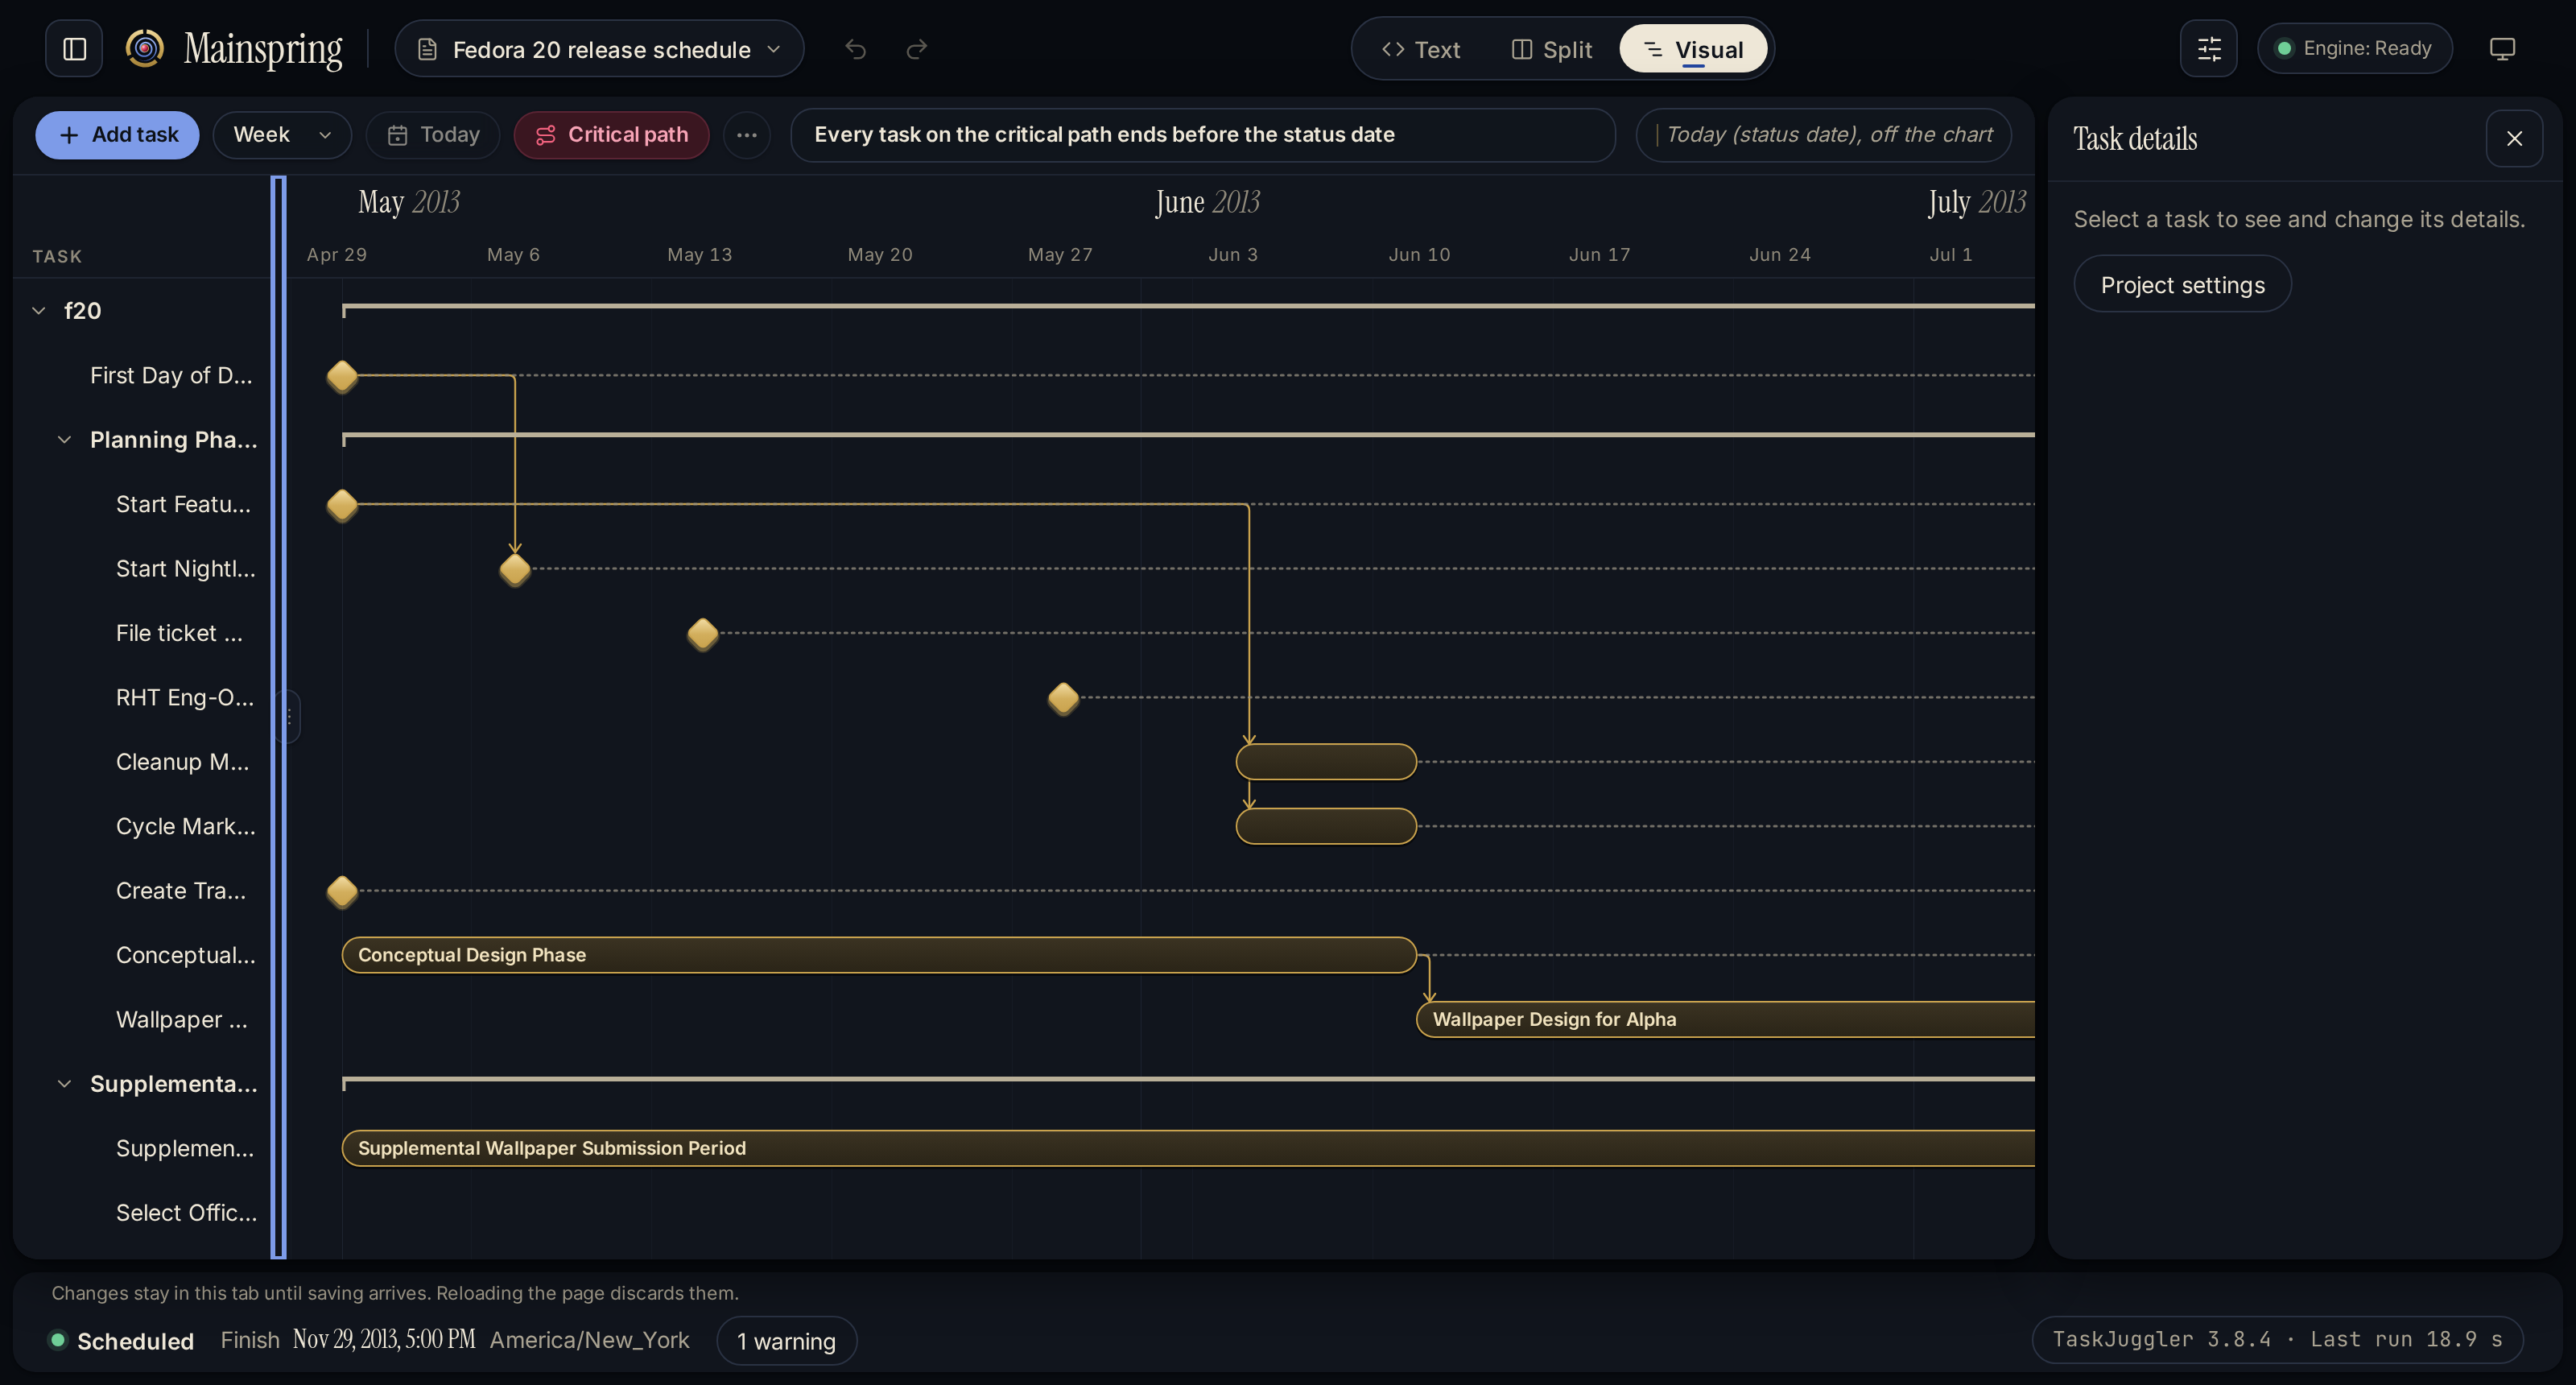 Mainspring
Fedora 20 release schedule
Text
Split
Visual
Engine: Ready
Add task
Week
Today
Critical path
Every task on the critical path ends before the status date
Today (status date), off the chart
Task details
Select a task to see and change its details.
Project settings
May 2013
June 2013
July 2013
TASK
Apr 29
May 6
May 13
May 20
May 27
Jun 3
Jun 10
Jun 17
Jun 24
Jul 1
f20
First Day of D...
Planning Pha...
Start Featu...
Start Nightl...
File ticket ...
RHT Eng-O...
Cleanup M...
Cycle Mark...
Create Tra...
Conceptual...
Conceptual Design Phase
Wallpaper ...
Wallpaper Design for Alpha
Supplementa...
Supplemen...
Supplemental Wallpaper Submission Period
Select Offic...
Changes stay in this tab until saving arrives. Reloading the page discards them.
Scheduled
Finish Nov 29, 2013, 5:00 PM America/New_York
1 warning
TaskJuggler 3.8.4 · Last run 18.9 s